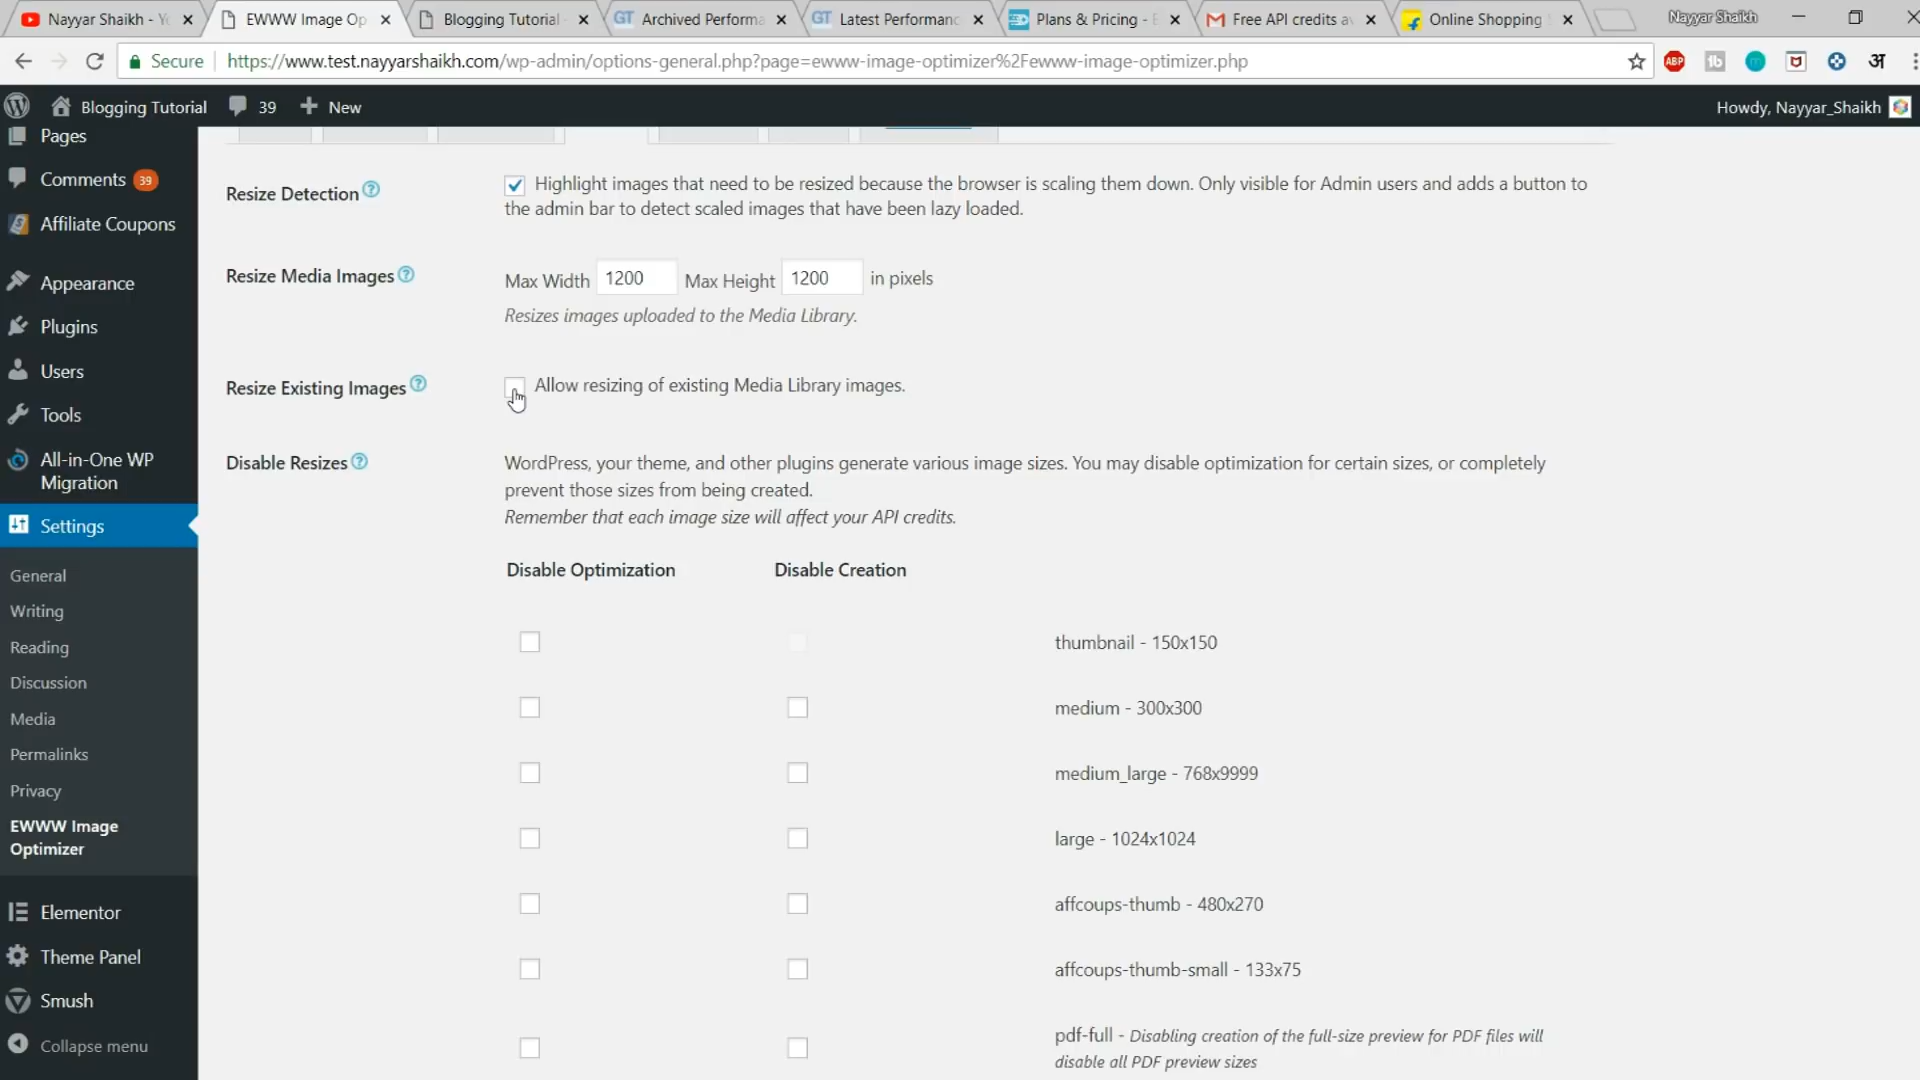 Nayyar Shaikh - Ye
EWWW Image Op
Blogging Tutorial
Archived Performa
Latest Performanc
Plans & Pricing - E
Free API credits av
Online Shopping
Nayyar Shaikh
Secure
https://www.test.nayyarshaikh.com/wp-admin/options-general.php?page=ewww-image-optimizer%2Fewww-image-optimizer.php
ABP
अ
Blogging Tutorial
39
New
Howdy, Nayyar_Shaikh
Pages
Comments 39
Affiliate Coupons
Appearance
Plugins
Users
Tools
All-in-One WP
Migration
Settings
General
Writing
Reading
Discussion
Media
Permalinks
Privacy
EWWW Image
Optimizer
Elementor
Theme Panel
Smush
Collapse menu
Resize Detection
Highlight images that need to be resized because the browser is scaling them down. Only visible for Admin users and adds a button to
the admin bar to detect scaled images that have been lazy loaded.
Resize Media Images
Max Width 1200 Max Height 1200 in pixels
Resizes images uploaded to the Media Library.
Resize Existing Images
Allow resizing of existing Media Library images.
Disable Resizes
WordPress, your theme, and other plugins generate various image sizes. You may disable optimization for certain sizes, or completely
prevent those sizes from being created.
Remember that each image size will affect your API credits.
Disable Optimization Disable Creation
thumbnail - 150x150
medium - 300x300
medium_large - 768x9999
large - 1024x1024
affcoups-thumb - 480x270
affcoups-thumb-small - 133x75
pdf-full - Disabling creation of the full-size preview for PDF files will
disable all PDF preview sizes